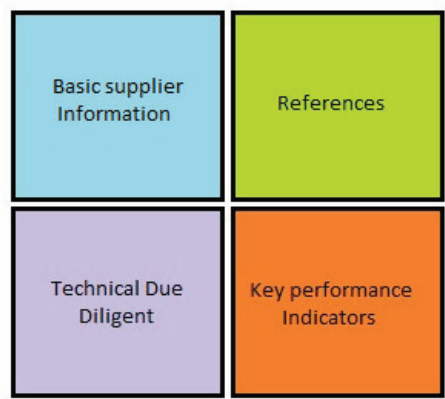 Basic supplier
Information
References
Technical Due
Diligent
Key performance
Indicators